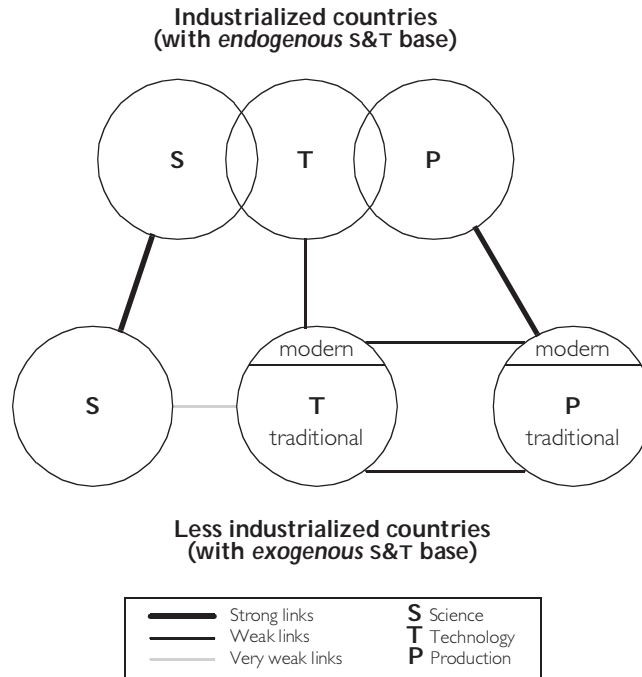 Industrialized countries
(with endogenous S&T base)
S T P
modern modern
S T P
traditional traditional
Less industrialized countries
(with exogenous S&T base)
Strong links S Science
Weak links T Technology
Very weak links P Production